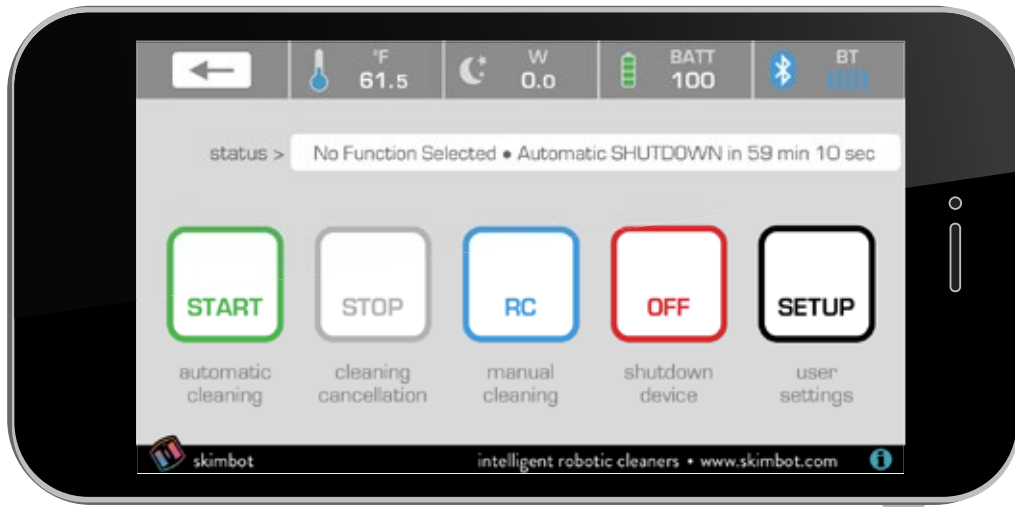 °F
61.5
W
0.0
BATT
100
BT
status >
No Function Selected • Automatic SHUTDOWN in 59 min 10 sec
START
STOP
RC
OFF
SETUP
automatic
cleaning
cleaning
cancellation
manual
cleaning
shutdown
device
user
settings
skimbot
intelligent robotic cleaners • www.skimbot.com
i